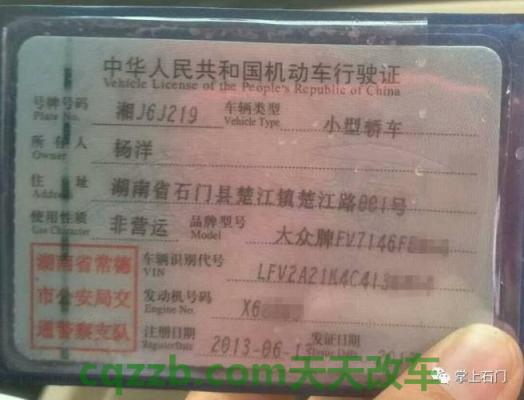 中华人民共和国机动车行驶证
Vehicle License of the People's Republic of China
号牌号码 湘J6J219 车辆类型 小型轿车
Plate No. Vehicle Type
所有人 杨洋
Owner
住址 湖南省石门县楚江镇楚江路001号
Address
使用性质 非营运 品牌型号 大众牌FV7146F
Use Character Model
湖南省常德
市公安局交
通警察支队
车辆识别代号 LFV2A21K4C413
VIN
发动机号码 X6
Engine No.
注册日期 2013-06-1 发证日期 201
Register Date Issue Date
cqzzb.com天天改车
掌上石门